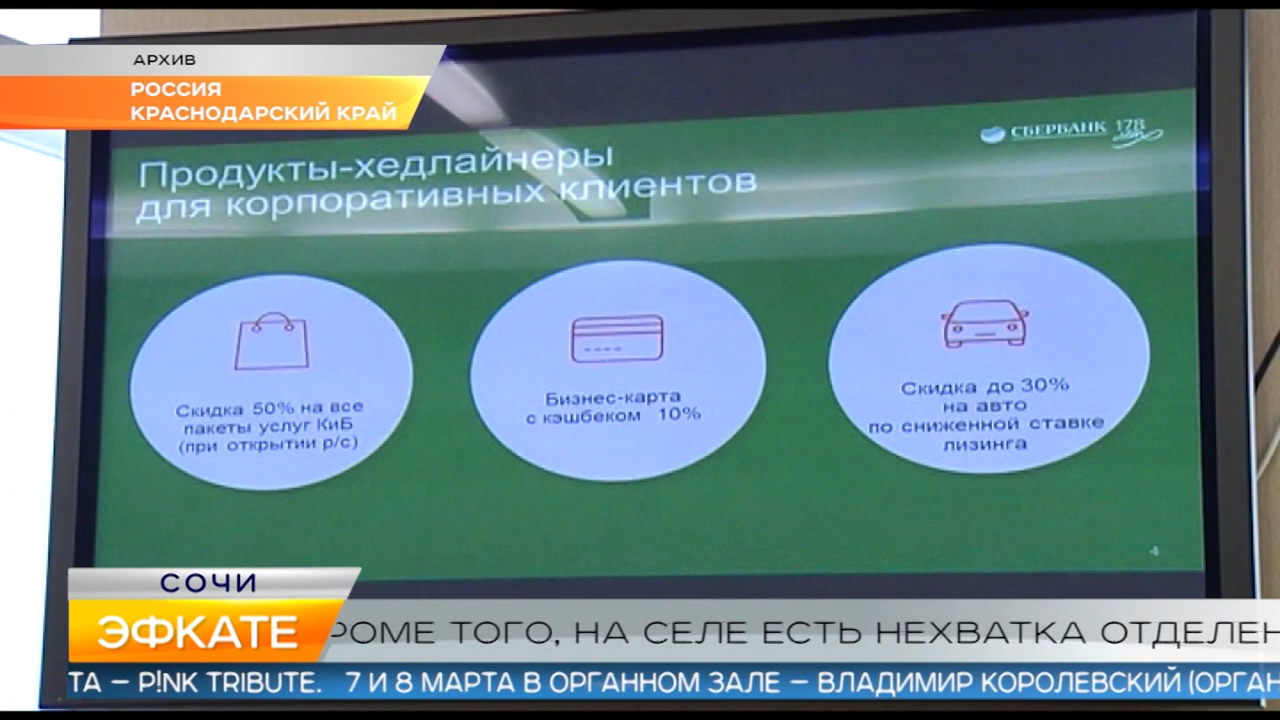 АРХИВ
РОССИЯ
КРАСНОДАРСКИЙ КРАЙ
СБЕРБАНК 178 лет
Продукты-хедлайнеры
для корпоративных клиентов
Скидка 50% на все
пакеты услуг КиБ
(при открытии р/с)
Бизнес-карта
с кэшбеком 10%
Скидка до 30%
на авто
по сниженной ставке
лизинга
4
СОЧИ
ЭФКАТЕ
РОМЕ ТОГО, НА СЕЛЕ ЕСТЬ НЕХВАТКА ОТДЕЛЕН
ТА – P!NK TRIBUTE. 7 И 8 МАРТА В ОРГАННОМ ЗАЛЕ – ВЛАДИМИР КОРОЛЕВСКИЙ (ОРГАН